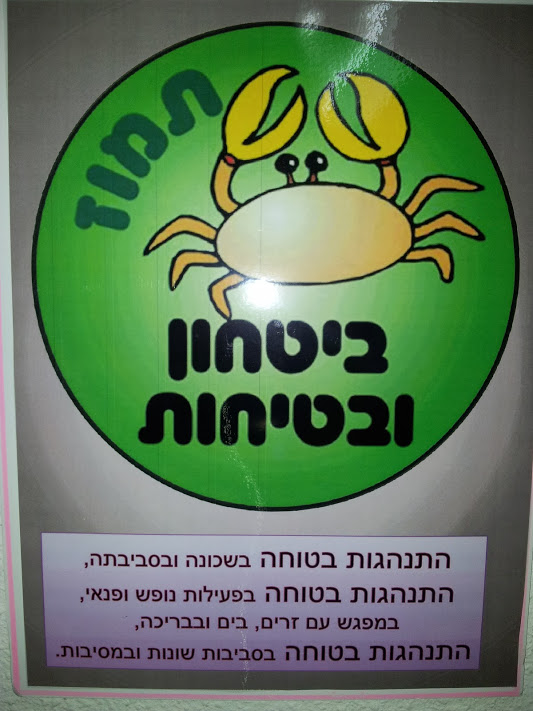 תמוז
ביטחון
ובטיחות
התנהגות בטוחה בשכונה ובסביבתה,
התנהגות בטוחה בפעילות נופש ופנאי,
במפגש עם זרים, בים ובבריכה,
התנהגות בטוחה בסביבות שונות ובמסיבות.